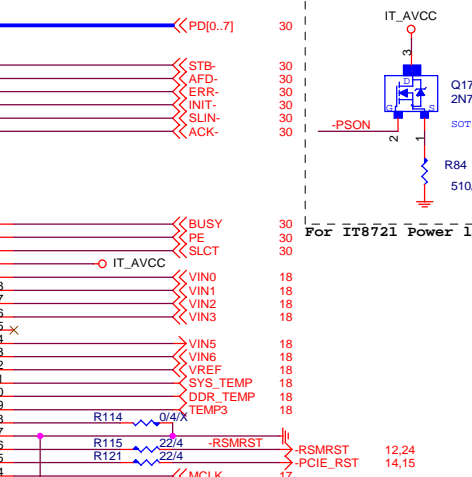 PD[0..7] 30
IT_AVCC
3
D
G
S
Q17
2N7
SOT
-PSON
2
1
R84
510
STB- 30
AFD- 30
ERR- 30
INIT- 30
SLIN- 30
ACK- 30
BUSY 30
PE 30
SLCT 30
For IT8721 Power l
IT_AVCC
VIN0 18
VIN1 18
VIN2 18
VIN3 18
VIN5 18
VIN6 18
VREF 18
SYS_TEMP 18
DDR_TEMP 18
TEMP3 18
R114 0/4/X
R115 22/4 -RSMRST
-RSMRST 12,24
R121 22/4
-PCIE_RST 14,15
MCLK 17